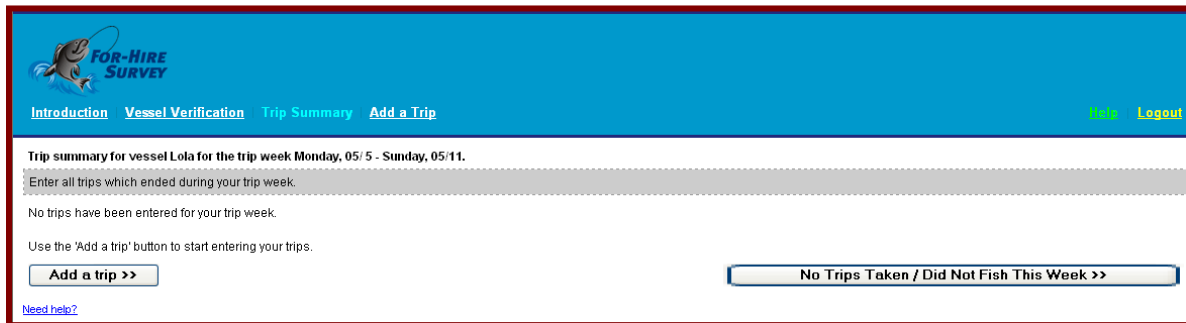 FOR-HIRE
SURVEY
Introduction Vessel Verification Trip Summary Add a Trip Help Logout
Trip summary for vessel Lola for the trip week Monday, 05/ 5 - Sunday, 05/11.
Enter all trips which ended during your trip week.
No trips have been entered for your trip week.
Use the 'Add a trip' button to start entering your trips.
Add a trip >> No Trips Taken / Did Not Fish This Week >>
Need help?